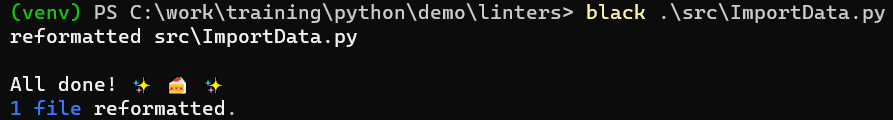 (venv) PS C:\work\training\python\demo\linters> black .\src\ImportData.py
reformatted src\ImportData.py
All done! ✨ 🍰 ✨
1 file reformatted.